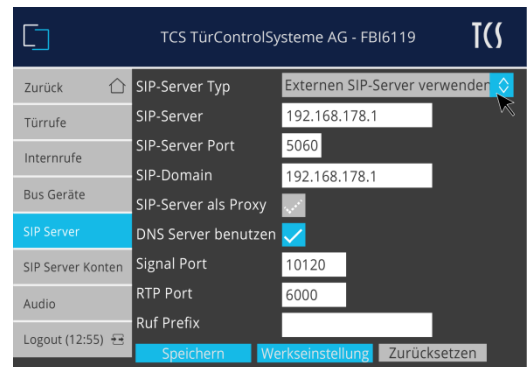 TCS TürControlSysteme AG - FBI6119
TCS
Zurück
Türrufe
Internrufe
Bus Geräte
SIP Server
SIP Server Konten
Audio
Logout (12:55)
SIP-Server Typ Externen SIP-Server verwenden
SIP-Server 192.168.178.1
SIP-Server Port 5060
SIP-Domain 192.168.178.1
SIP-Server als Proxy
DNS Server benutzen
Signal Port 10120
RTP Port 6000
Ruf Prefix
Speichern Werkseinstellung Zurücksetzen